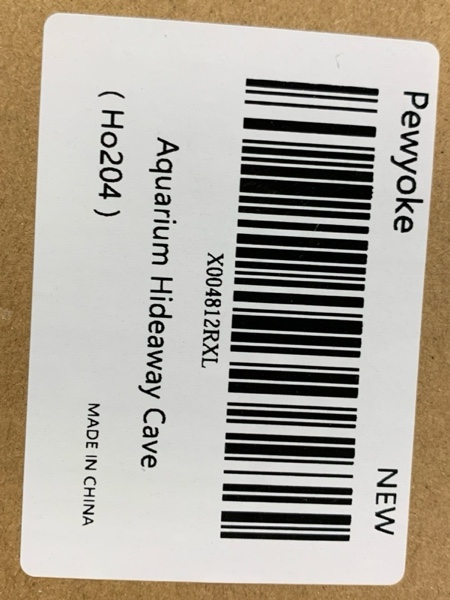 Pewyoke NEW
X004812RXL
Aquarium Hideaway Cave
( Ho204 )
MADE IN CHINA